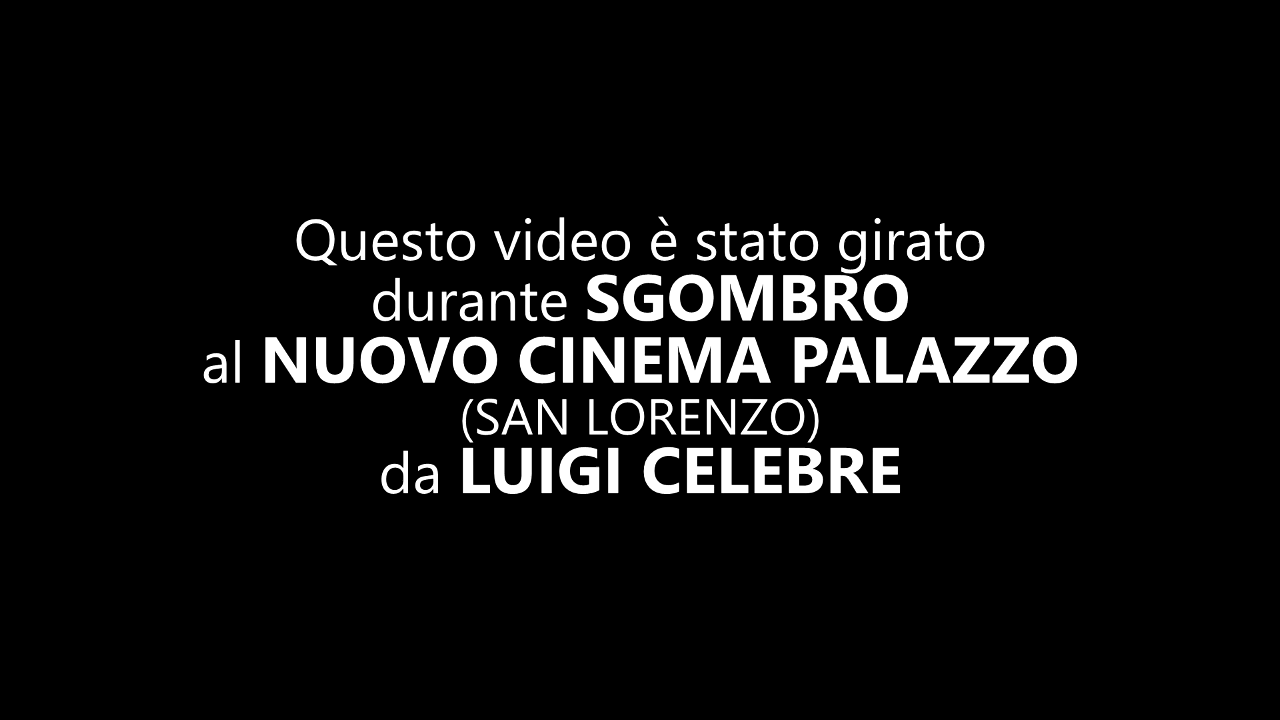 Questo video è stato girato
durante SGOMBRO
al NUOVO CINEMA PALAZZO
(SAN LORENZO)
da LUIGI CELEBRE